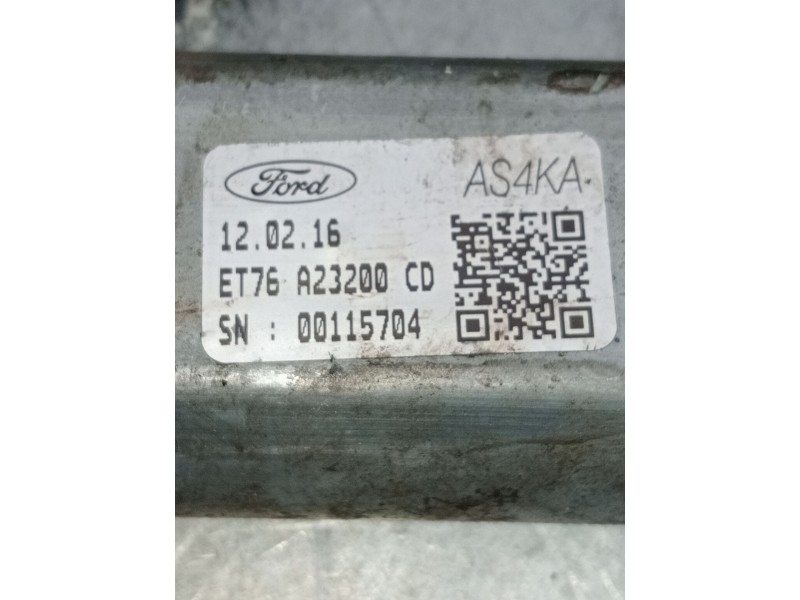 Ford AS4KA
12.02.16
ET76 A23200 CD
SN : 00115704